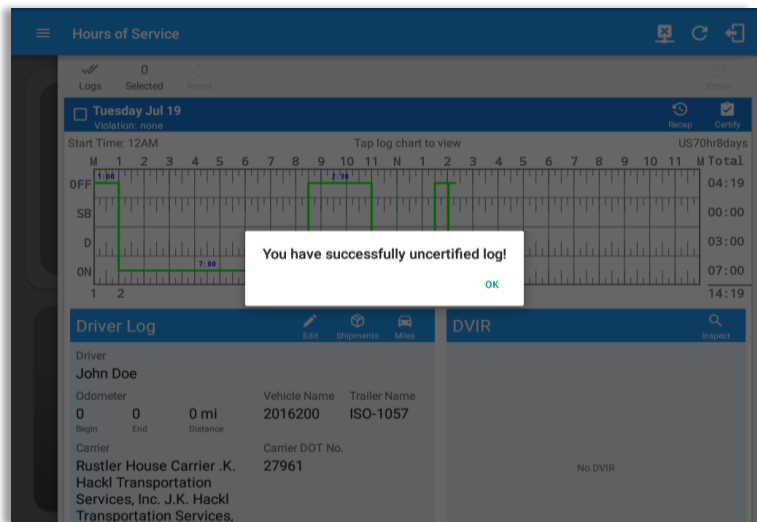 Hours of Service
Logs
0
Selected
Reset
Email
Tuesday Jul 19
Violation: none
Recap
Certify
Start Time: 12AM
Tap log chart to view
US70hr8days
M 1 2 3 4 5 6 7 8 9 10 11 N 1 2 3 4 5 6 7 8 9 10 11 M Total
OFF 1:00 2:30 04:19
SB 00:00
D 03:00
ON 7:00 07:00
1 2 14:19
You have successfully uncertified log!
OK
Driver Log
Edit
Shipments
Miles
Driver
John Doe
Odometer
0 0 0 mi
Begin End Distance
Vehicle Name Trailer Name
2016200 ISO-1057
Carrier
Rustler House Carrier .K.
Hackl Transportation
Services, Inc. J.K. Hackl
Transportation Services,
Carrier DOT No.
27961
DVIR
Inspect
No DVIR